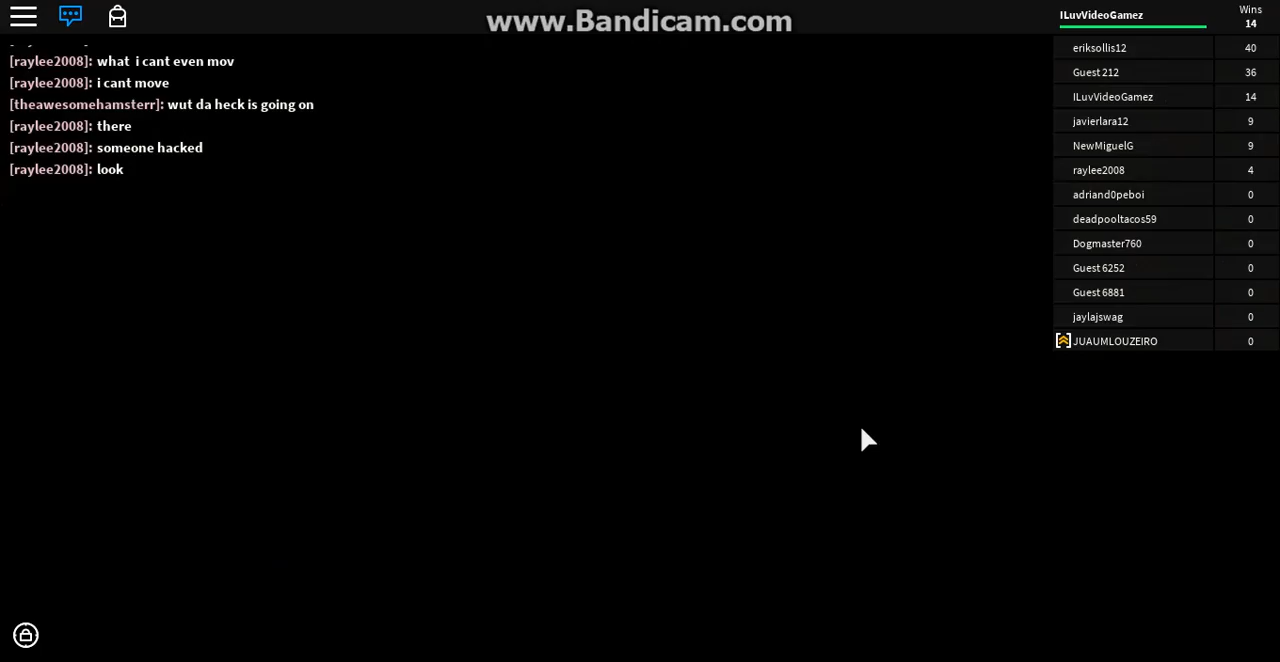 www.Bandicam.com
ILuvVideoGamez
Wins
14
[raylee2008]: what i cant even mov
[raylee2008]: i cant move
[theawesomehamsterr]: wut da heck is going on
[raylee2008]: there
[raylee2008]: someone hacked
[raylee2008]: look
eriksollis12 40
Guest 212 36
ILuvVideoGamez 14
javierlara12 9
NewMiguelG 9
raylee2008 4
adriand0peboi 0
deadpooltacos59 0
Dogmaster760 0
Guest 6252 0
Guest 6881 0
jaylajswag 0
JUAUMLOUZEIRO 0